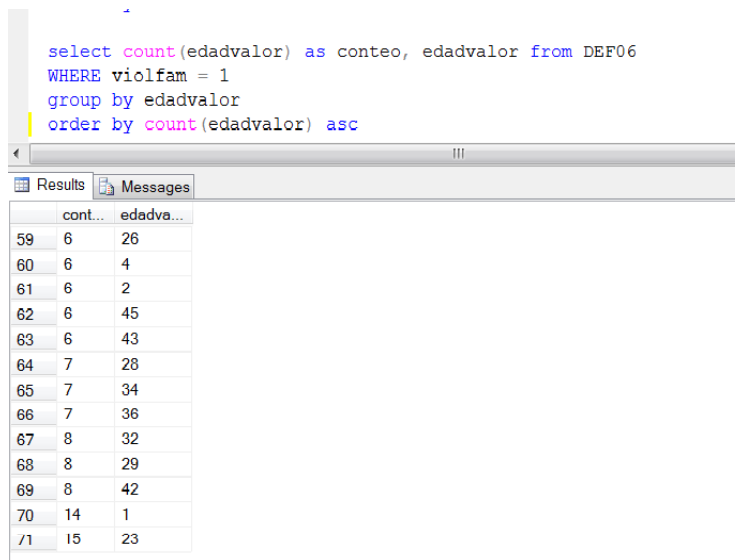 select count(edadvalor) as conteo, edadvalor from DEF06
WHERE violfam = 1
group by edadvalor
order by count(edadvalor) asc
Results Messages
cont... edadva...
59 6 26
60 6 4
61 6 2
62 6 45
63 6 43
64 7 28
65 7 34
66 7 36
67 8 32
68 8 29
69 8 42
70 14 1
71 15 23